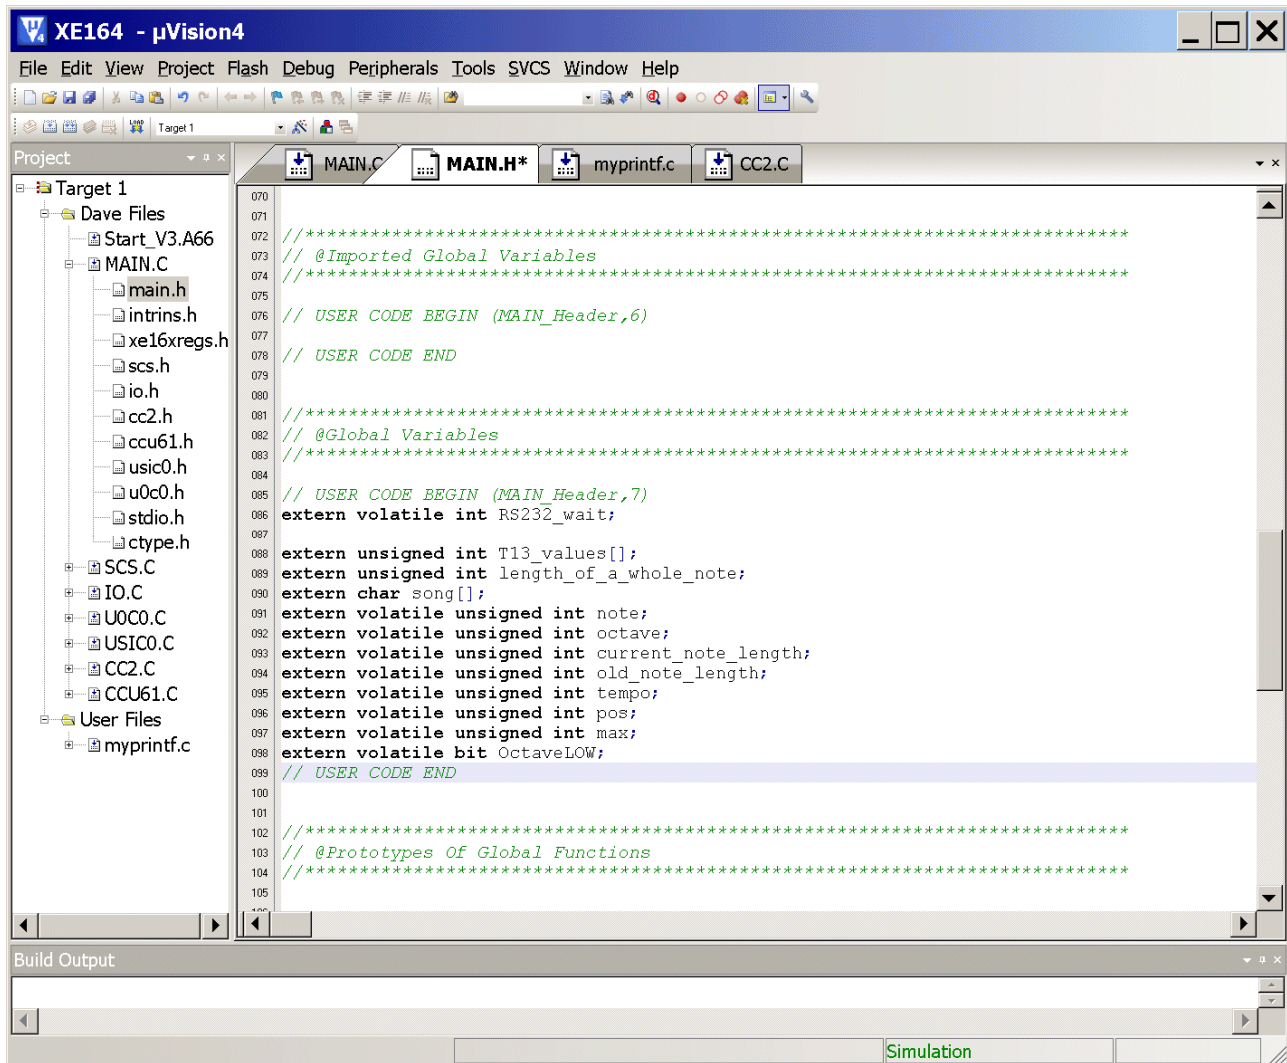 XE164 - µVision4
File Edit View Project Flash Debug Peripherals Tools SVCS Window Help
LOAD Target 1
Project
Target 1
Dave Files
Start_V3.A66
MAIN.C
main.h
intrins.h
xe16xregs.h
scs.h
io.h
cc2.h
ccu61.h
usic0.h
u0c0.h
stdio.h
ctype.h
SCS.C
IO.C
U0C0.C
USIC0.C
CC2.C
CCU61.C
User Files
myprintf.c
MAIN.C MAIN.H* myprintf.c CC2.C
070
071
072 //****************************************************************************
073 // @Imported Global Variables
074 //****************************************************************************
075
076 // USER CODE BEGIN (MAIN_Header,6)
077
078 // USER CODE END
079
080
081 //****************************************************************************
082 // @Global Variables
083 //****************************************************************************
084
085 // USER CODE BEGIN (MAIN_Header,7)
086 extern volatile int RS232_wait;
087
088 extern unsigned int T13_values[];
089 extern unsigned int length_of_a_whole_note;
090 extern char song[];
091 extern volatile unsigned int note;
092 extern volatile unsigned int octave;
093 extern volatile unsigned int current_note_length;
094 extern volatile unsigned int old_note_length;
095 extern volatile unsigned int tempo;
096 extern volatile unsigned int pos;
097 extern volatile unsigned int max;
098 extern volatile bit OctaveLOW;
099 // USER CODE END
100
101
102 //****************************************************************************
103 // @Prototypes Of Global Functions
104 //****************************************************************************
105
Build Output
Simulation